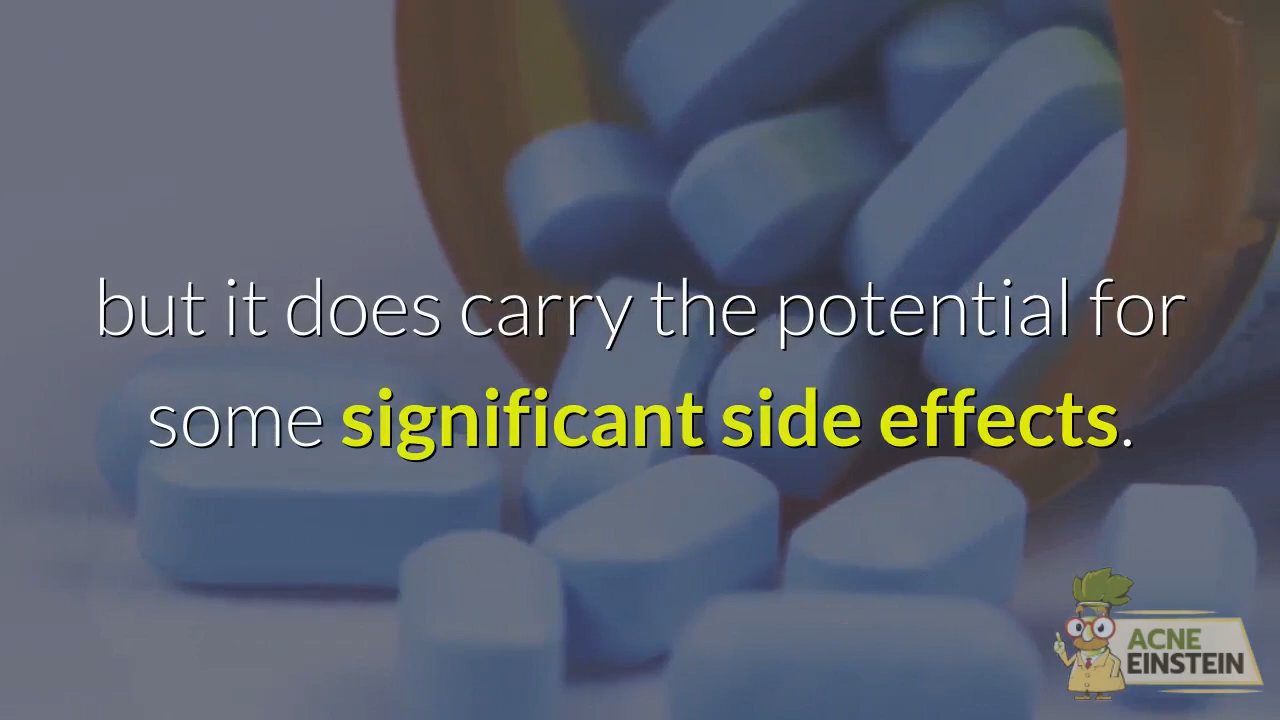 but it does carry the potential for
some significant side effects.
ACNE
EINSTEIN